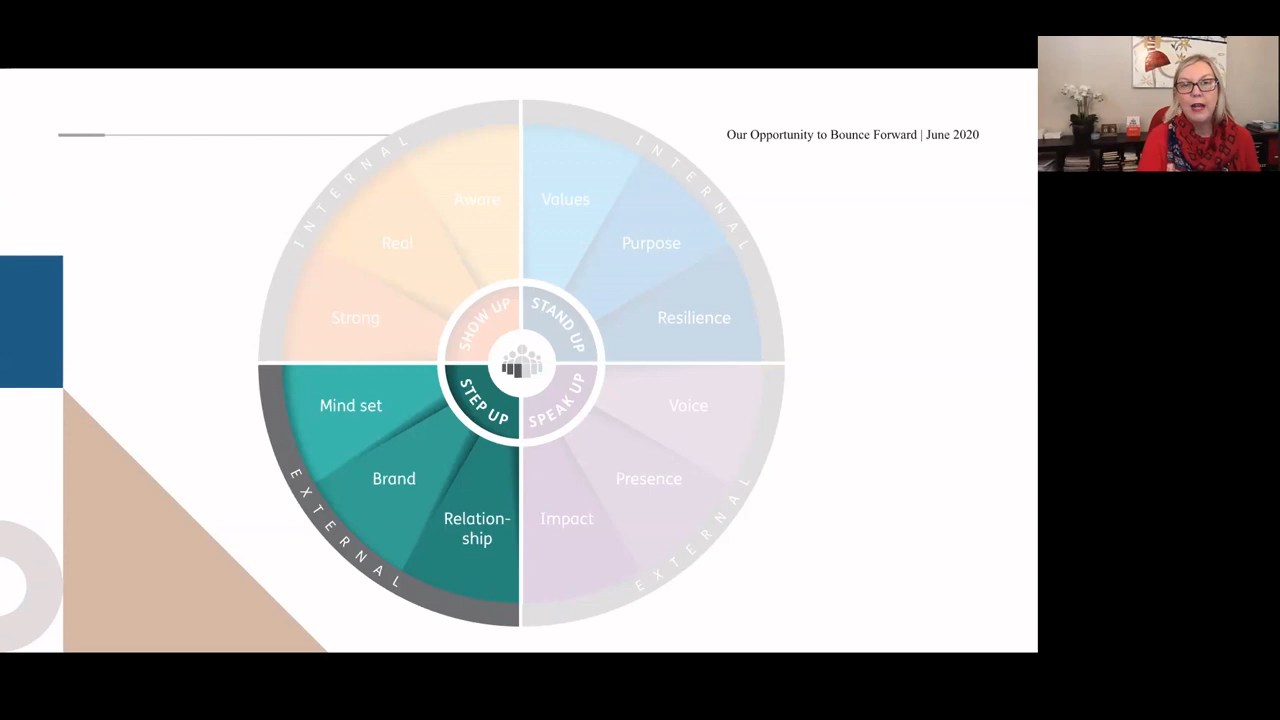 Our Opportunity to Bounce Forward | June 2020
INTERNAL
INTERNAL
Aware
Values
Real
Purpose
Strong
Resilience
SHOW UP
STAND UP
STEP UP
SPEAK UP
Mind set
Voice
Brand
Presence
Relation-
ship
Impact
EXTERNAL
EXTERNAL